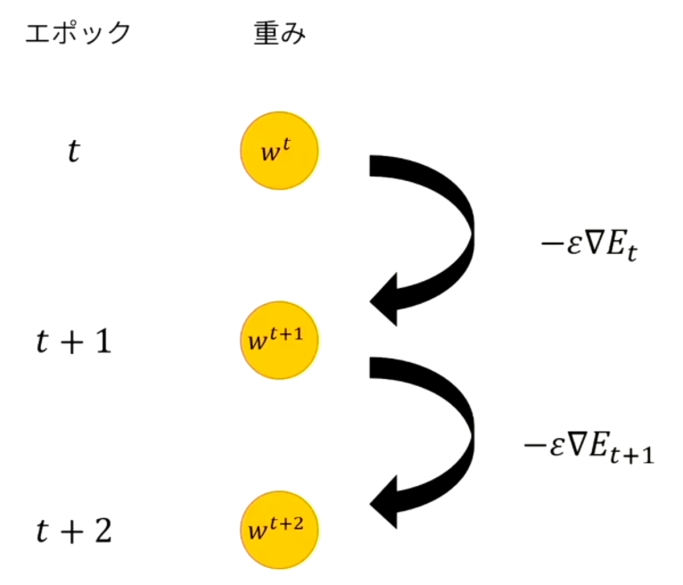 エポック 重み
t w^t
−ε∇E_t
t + 1 w^{t+1}
−ε∇E_{t+1}
t + 2 w^{t+2}